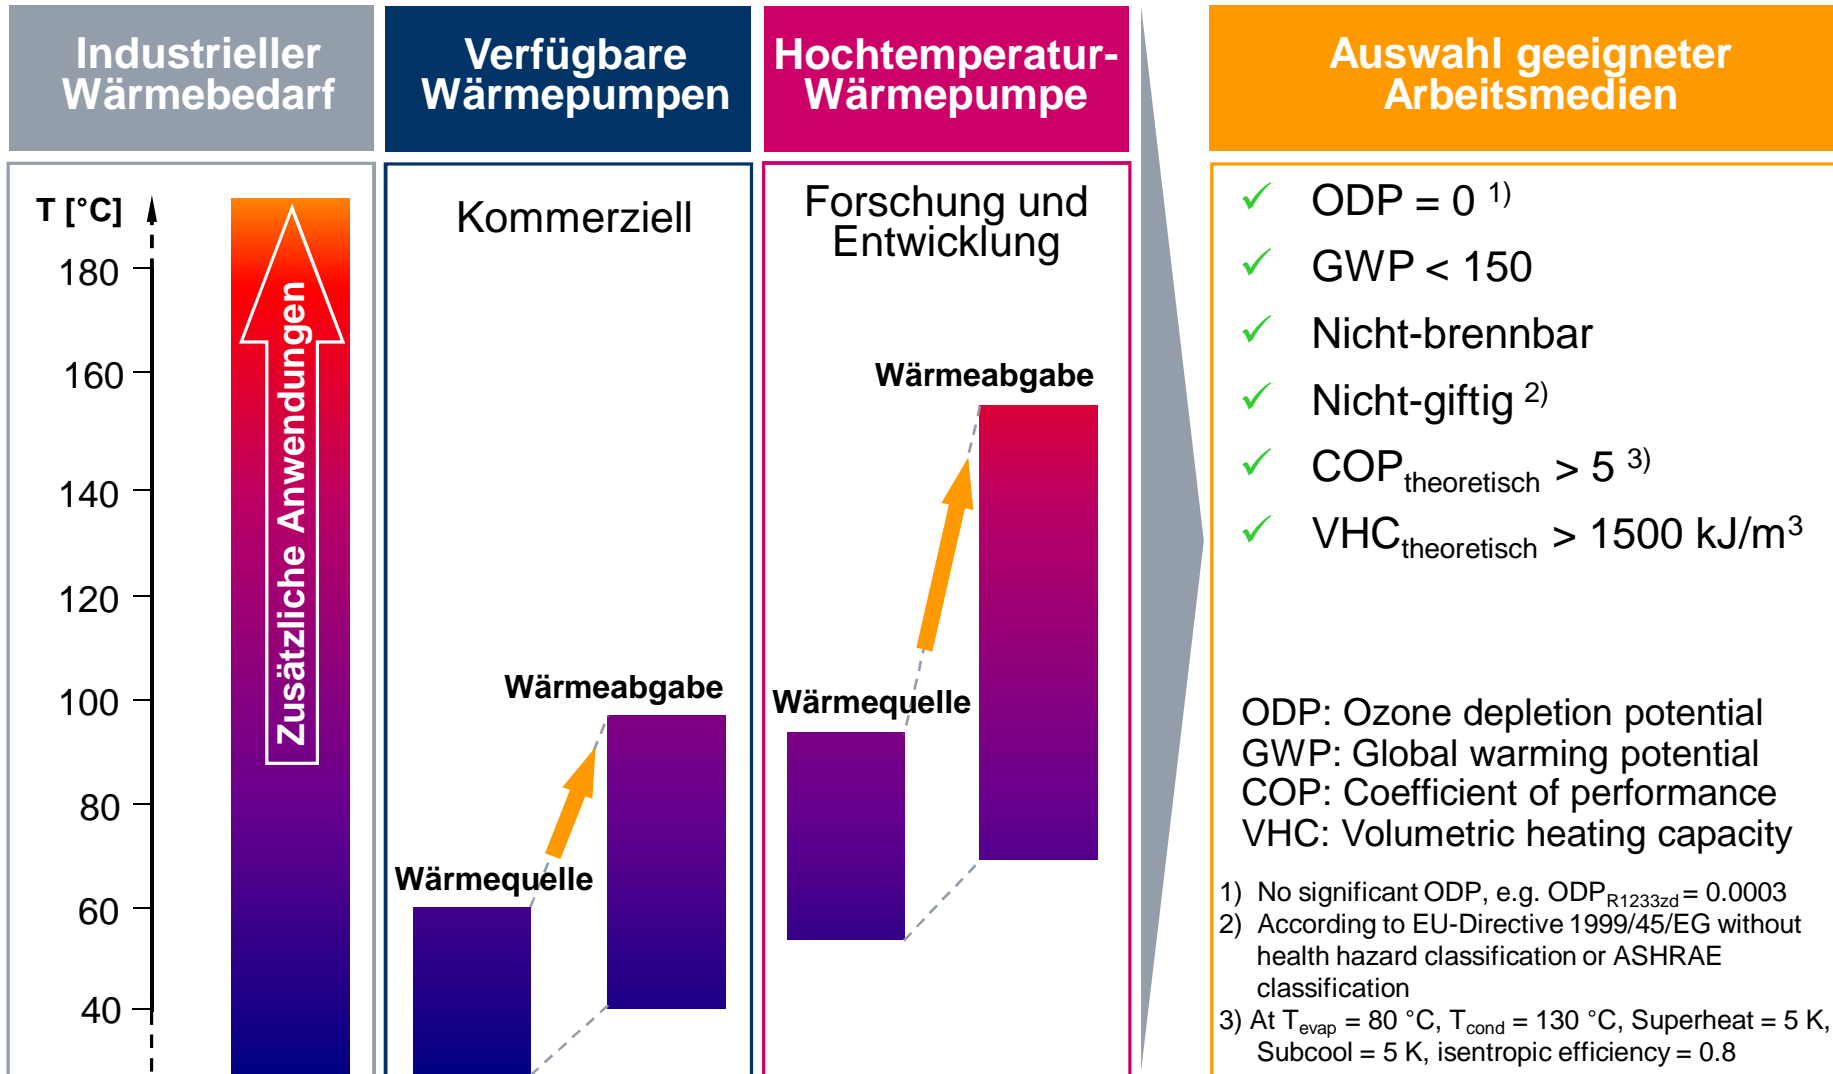 Industrieller
Wärmebedarf
Verfügbare
Wärmepumpen
Hochtemperatur-
Wärmepumpe
Auswahl geeigneter
Arbeitsmedien
T [°C]
180
160
140
120
100
80
60
40
Zusätzliche Anwendungen
Kommerziell
Wärmeabgabe
Wärmequelle
Forschung und
Entwicklung
Wärmeabgabe
Wärmequelle
✓ ODP = 0 1)
✓ GWP < 150
✓ Nicht-brennbar
✓ Nicht-giftig 2)
✓ COPtheoretisch > 5 3)
✓ VHCtheoretisch > 1500 kJ/m³
ODP: Ozone depletion potential
GWP: Global warming potential
COP: Coefficient of performance
VHC: Volumetric heating capacity
1) No significant ODP, e.g. ODPR1233zd = 0.0003
2) According to EU-Directive 1999/45/EG without
health hazard classification or ASHRAE
classification
3) At Tevap = 80 °C, Tcond = 130 °C, Superheat = 5 K,
Subcool = 5 K, isentropic efficiency = 0.8